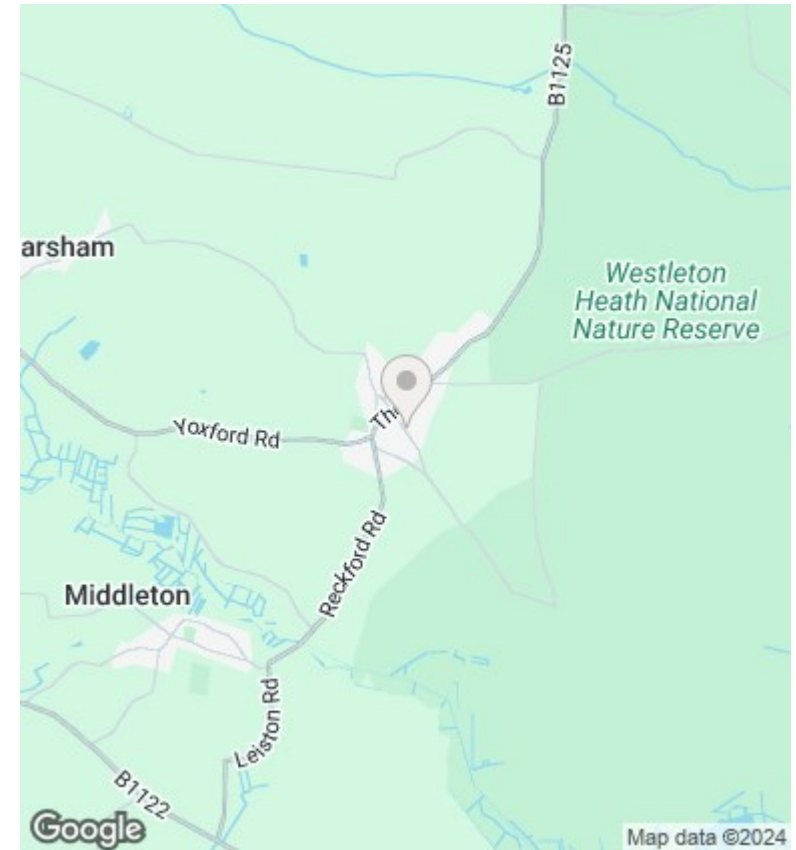 B1125
arsham
Westleton
Heath National
Nature Reserve
The
Yoxford Rd
Reckford Rd
Middleton
Leiston Rd
B1122
Google
Map data ©2024